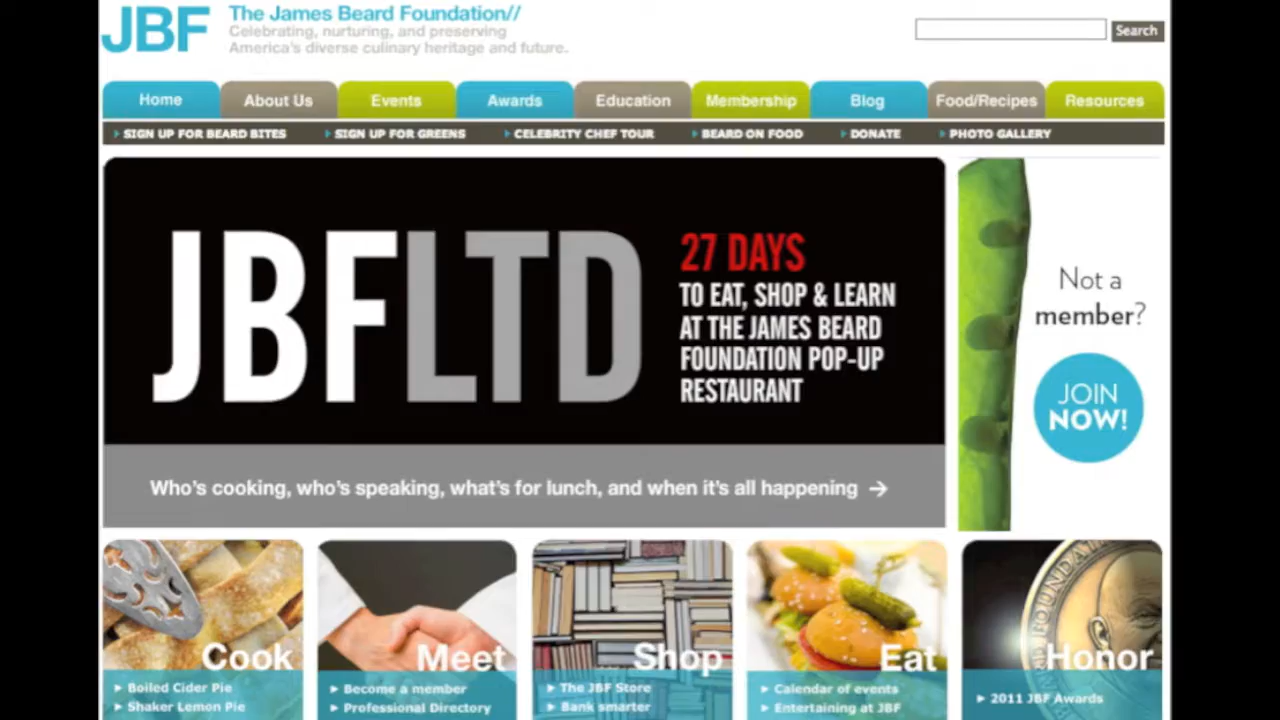 JBF
The James Beard Foundation//
Celebrating, nurturing, and preserving
America's diverse culinary heritage and future.
Search
Home
About Us
Events
Awards
Education
Membership
Blog
Food/Recipes
Resources
SIGN UP FOR BEARD BITES
SIGN UP FOR GREENS
CELEBRITY CHEF TOUR
BEARD ON FOOD
DONATE
PHOTO GALLERY
JBFLTD
27 DAYS
TO EAT, SHOP & LEARN
AT THE JAMES BEARD
FOUNDATION POP-UP
RESTAURANT
Not a
member?
JOIN
NOW!
Who's cooking, who's speaking, what's for lunch, and when it's all happening →
Cook
Boiled Cider Pie
Shaker Lemon Pie
Meet
Become a member
Professional Directory
Shop
The JBF Store
Bank smarter
Eat
Calendar of events
Entertaining at JBF
FOUNDA
Honor
2011 JBF Awards